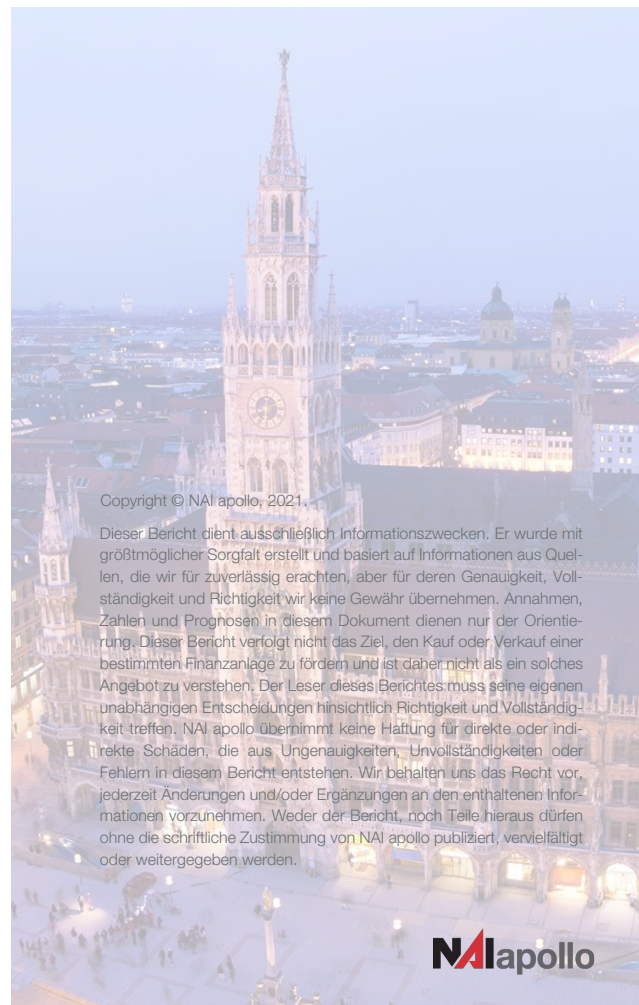 Copyright © NAI apollo, 2021.
Dieser Bericht dient ausschließlich Informationszwecken. Er wurde mit
größtmöglicher Sorgfalt erstellt und basiert auf Informationen aus Quel-
len, die wir für zuverlässig erachten, aber für deren Genauigkeit, Voll-
ständigkeit und Richtigkeit wir keine Gewähr übernehmen. Annahmen,
Zahlen und Prognosen in diesem Dokument dienen nur der Orientie-
rung. Dieser Bericht verfolgt nicht das Ziel, den Kauf oder Verkauf einer
bestimmten Finanzanlage zu fördern und ist daher nicht als ein solches
Angebot zu verstehen. Der Leser dieses Berichtes muss seine eigenen
unabhängigen Entscheidungen hinsichtlich Richtigkeit und Vollständig-
keit treffen. NAI apollo übernimmt keine Haftung für direkte oder indi-
rekte Schäden, die aus Ungenauigkeiten, Unvollständigkeiten oder
Fehlern in diesem Bericht entstehen. Wir behalten uns das Recht vor,
jederzeit Änderungen und/oder Ergänzungen an den enthaltenen Infor-
mationen vorzunehmen. Weder der Bericht, noch Teile hieraus dürfen
ohne die schriftliche Zustimmung von NAI apollo publiziert, vervielfältigt
oder weitergegeben werden.
NAIapollo